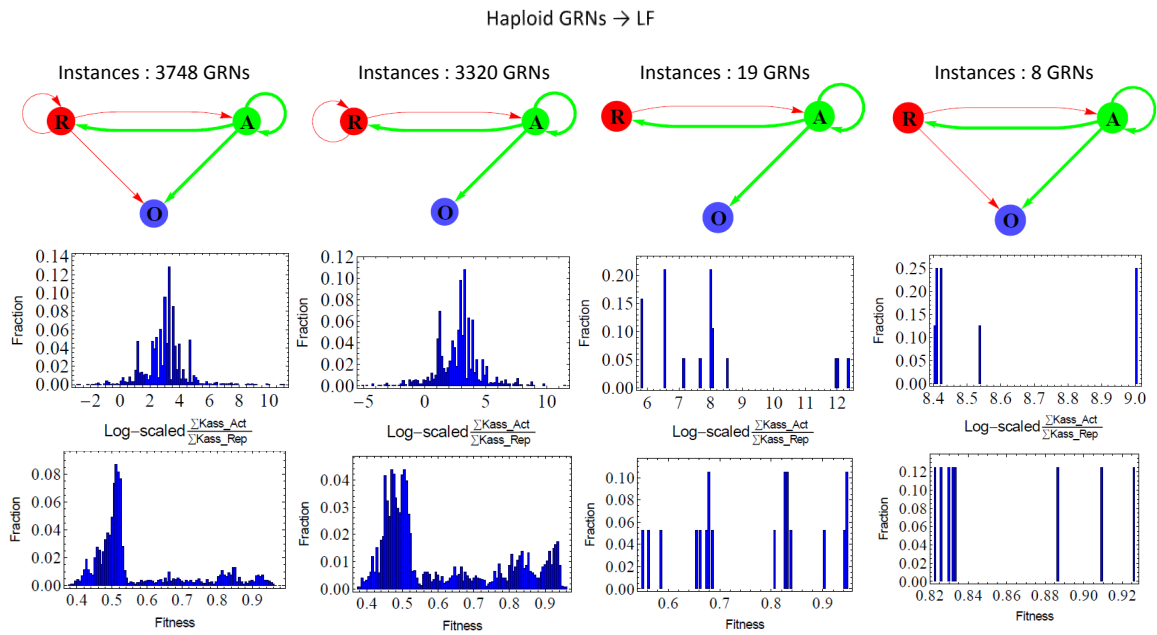 Haploid GRNs → LF
Instances : 3748 GRNs
Instances : 3320 GRNs
Instances : 19 GRNs
Instances : 8 GRNs
R A
R A
R A
R A
O
O
O
O
Fraction
0.14
0.12
0.10
0.08
0.06
0.04
0.02
0.00
−2 0 2 4 6 8 10
Log−scaled ΣKass_Act
ΣKass_Rep
Fraction
0.12
0.10
0.08
0.06
0.04
0.02
0.00
−5 0 5 10
Log−scaled ΣKass_Act
ΣKass_Rep
Fraction
0.20
0.15
0.10
0.05
0.00
6 7 8 9 10 11 12
Log−scaled ΣKass_Act
ΣKass_Rep
Fraction
0.25
0.20
0.15
0.10
0.05
0.00
8.4 8.5 8.6 8.7 8.8 8.9 9.0
Log−scaled ΣKass_Act
ΣKass_Rep
Fraction
0.08
0.06
0.04
0.02
0.00
0.4 0.5 0.6 0.7 0.8 0.9
Fitness
Fraction
0.04
0.03
0.02
0.01
0.00
0.4 0.5 0.6 0.7 0.8 0.9
Fitness
Fraction
0.10
0.08
0.06
0.04
0.02
0.00
0.6 0.7 0.8 0.9
Fitness
Fraction
0.12
0.10
0.08
0.06
0.04
0.02
0.00
0.82 0.84 0.86 0.88 0.90 0.92
Fitness